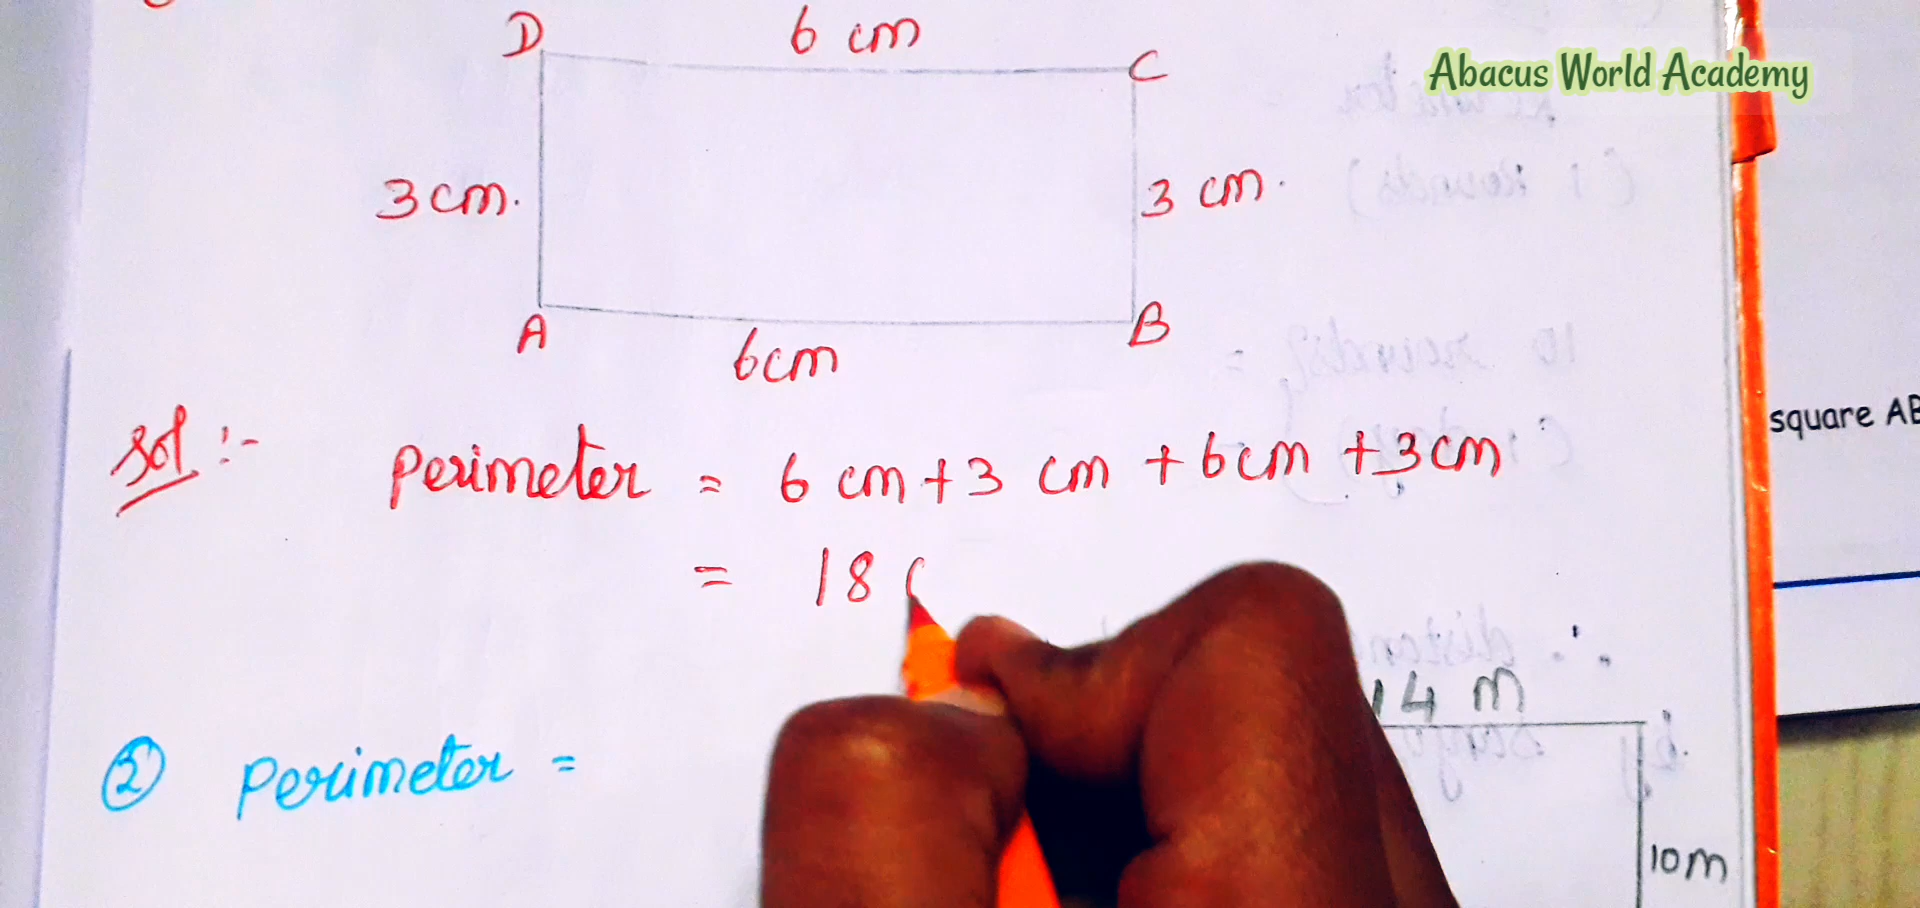 D 6 cm C
Abacus World Academy
3cm. 3 cm.
A 6cm B
square AB
Sol :- Perimeter = 6 cm + 3 cm + 6cm + 3cm
= 18 c
14 m
② Perimeter =
10m